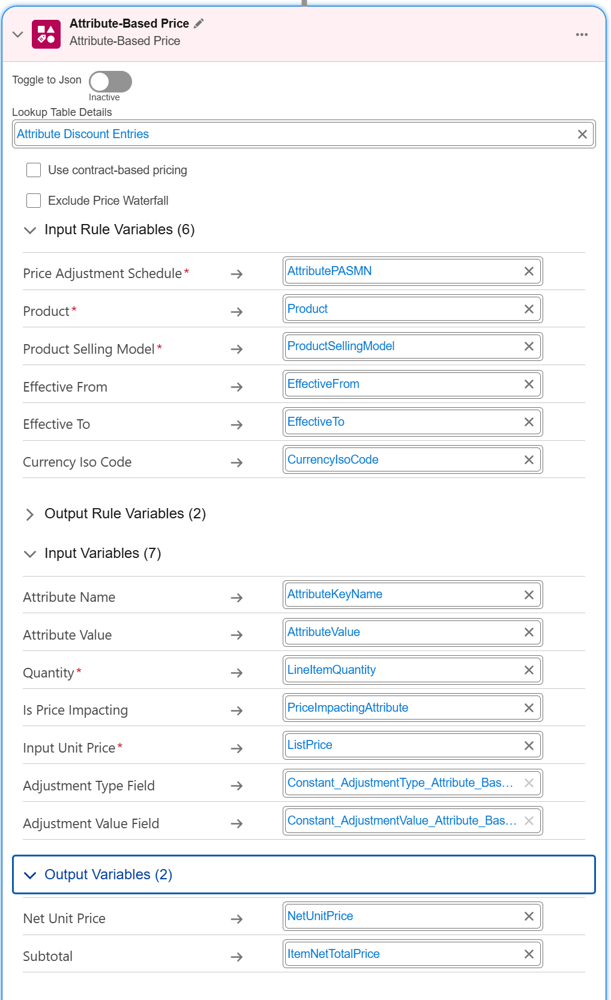 Attribute-Based Price
Attribute-Based Price
Toggle to Json
Inactive
Lookup Table Details
Attribute Discount Entries
Use contract-based pricing
Exclude Price Waterfall
Input Rule Variables (6)
Price Adjustment Schedule* AttributePASMN
Product* Product
Product Selling Model* ProductSellingModel
Effective From EffectiveFrom
Effective To EffectiveTo
Currency Iso Code CurrencyIsoCode
Output Rule Variables (2)
Input Variables (7)
Attribute Name AttributeKeyName
Attribute Value AttributeValue
Quantity* LineItemQuantity
Is Price Impacting PriceImpactingAttribute
Input Unit Price* ListPrice
Adjustment Type Field Constant_AdjustmentType_Attribute_Bas...
Adjustment Value Field Constant_AdjustmentValue_Attribute_Bas...
Output Variables (2)
Net Unit Price NetUnitPrice
Subtotal ItemNetTotalPrice